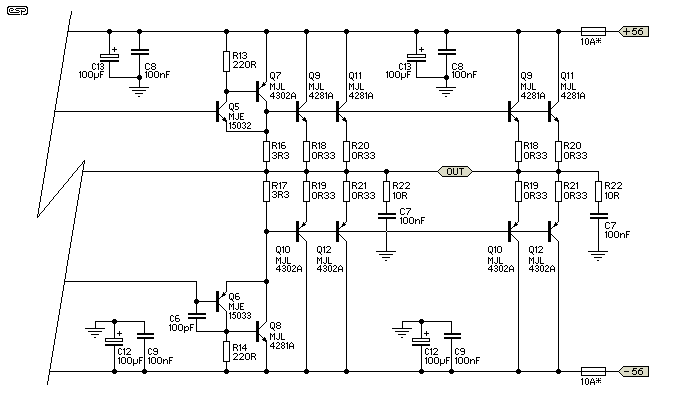 esp
+56
10A*
C13
100µF
C8
100nF
R13
220R
Q7
MJL
4302A
Q9
MJL
4281A
Q11
MJL
4281A
C13
100µF
C8
100nF
Q9
MJL
4281A
Q11
MJL
4281A
Q5
MJE
15032
R16
3R3
R18
0R33
R20
0R33
R18
0R33
R20
0R33
OUT
R17
3R3
R19
0R33
R21
0R33
R22
10R
R19
0R33
R21
0R33
R22
10R
C7
100nF
C7
100nF
Q10
MJL
4302A
Q12
MJL
4302A
Q10
MJL
4302A
Q12
MJL
4302A
Q6
MJE
15033
C6
100pF
Q8
MJL
4281A
R14
220R
C12
100µF
C9
100nF
C12
100µF
C9
100nF
-56
10A*